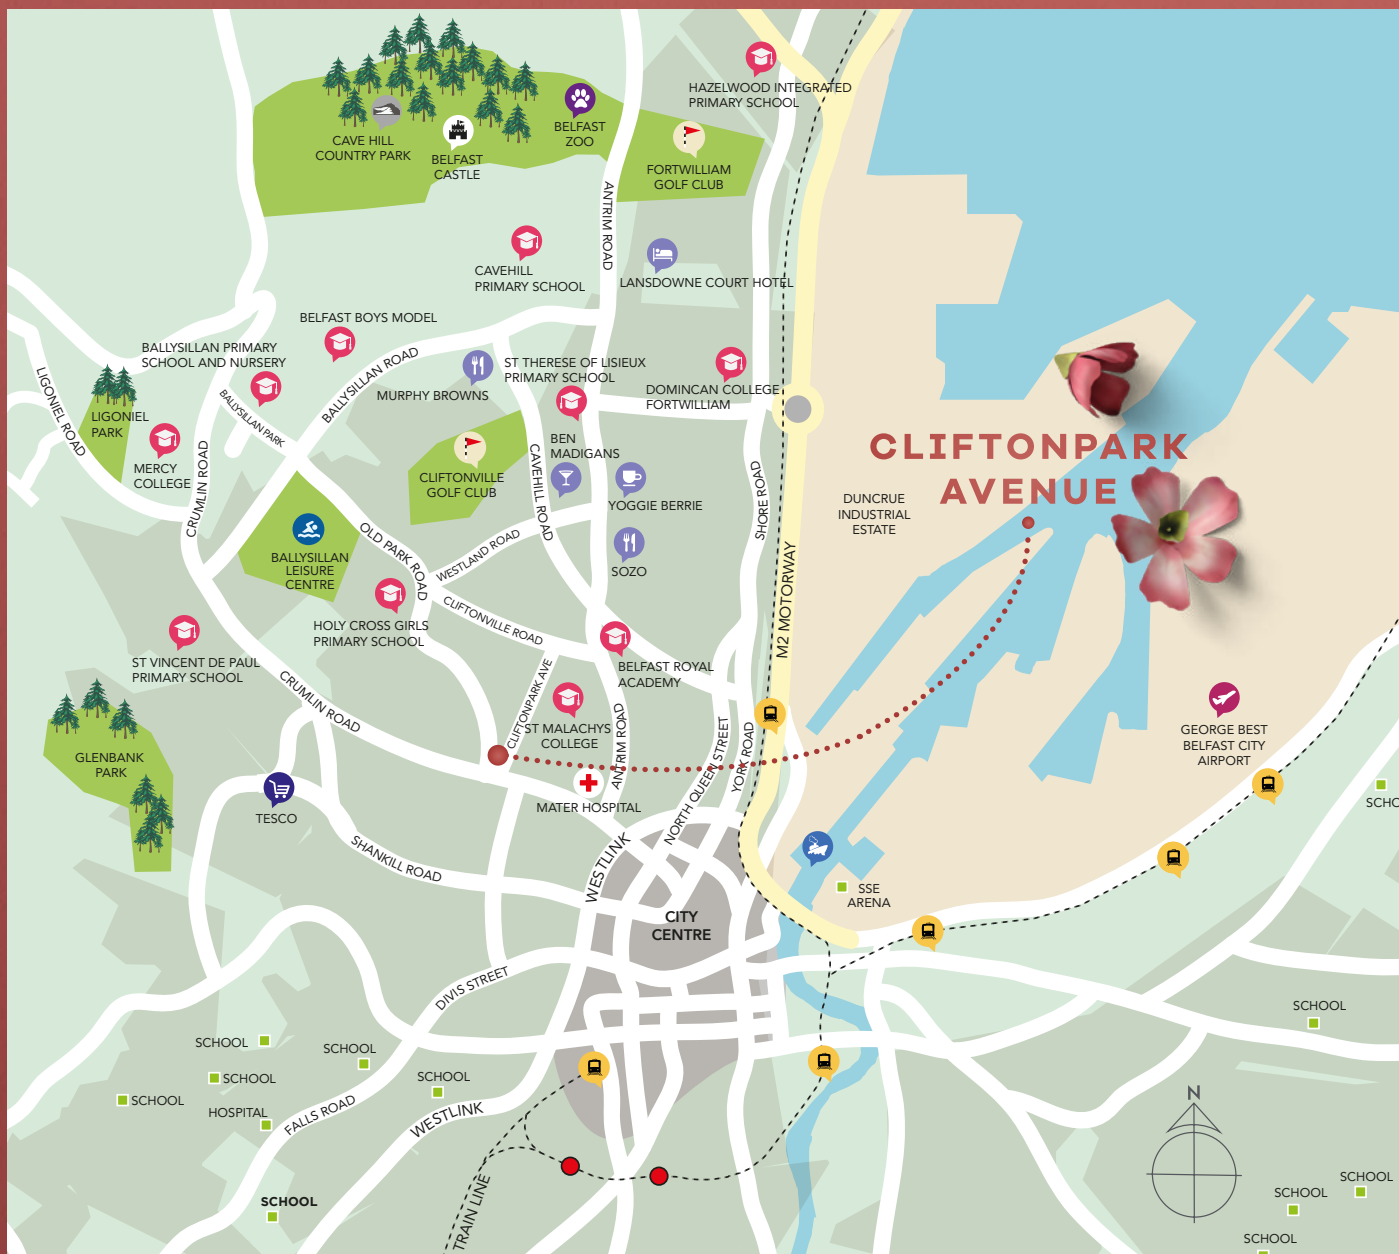 HAZELWOOD INTEGRATED
PRIMARY SCHOOL
BELFAST
ZOO
CAVE HILL
COUNTRY PARK
BELFAST
CASTLE
FORTWILLIAM
GOLF CLUB
ANTRIM ROAD
CAVEHILL
PRIMARY SCHOOL
LANSDOWNE COURT HOTEL
BELFAST BOYS MODEL
BALLYSILLAN PRIMARY
SCHOOL AND NURSERY
BALLYSILLAN ROAD
MURPHY BROWNS
ST THERESE OF LISIEUX
PRIMARY SCHOOL
DOMINCAN COLLEGE
FORTWILLIAM
LIGONIEL ROAD
LIGONIEL
PARK
BALLYSILLAN PARK
MERCY
COLLEGE
CRUMLIN ROAD
CLIFTONVILLE
GOLF CLUB
BEN
MADIGANS
CAVEHILL ROAD
YOGGIE BERRIE
SHORE ROAD
CLIFTONPARK
AVENUE
DUNCRUE
INDUSTRIAL
ESTATE
BALLYSILLAN
LEISURE
CENTRE
OLD PARK ROAD
WESTLAND ROAD
SOZO
M2 MOTORWAY
HOLY CROSS GIRLS
PRIMARY SCHOOL
CLIFTONVILLE ROAD
ST VINCENT DE PAUL
PRIMARY SCHOOL
BELFAST ROYAL
ACADEMY
CRUMLIN ROAD
CLIFTONPARK AVE
ST MALACHYS
COLLEGE
ANTRIM ROAD
NORTH QUEEN STREET
YORK ROAD
GEORGE BEST
BELFAST CITY
AIRPORT
GLENBANK
PARK
TESCO
MATER HOSPITAL
SCHO
SHANKILL ROAD
WESTLINK
SSE
ARENA
CITY
CENTRE
DIVIS STREET
SCHOOL
SCHOOL
SCHOOL
SCHOOL
SCHOOL
SCHOOL
HOSPITAL
FALLS ROAD
WESTLINK
N
SCHOOL
TRAIN LINE
SCHOOL
SCHOOL
SCHOOL